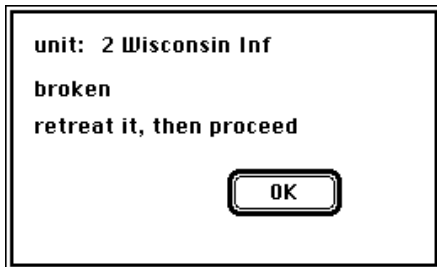 unit: 2 Wisconsin Inf
broken
retreat it, then proceed
OK